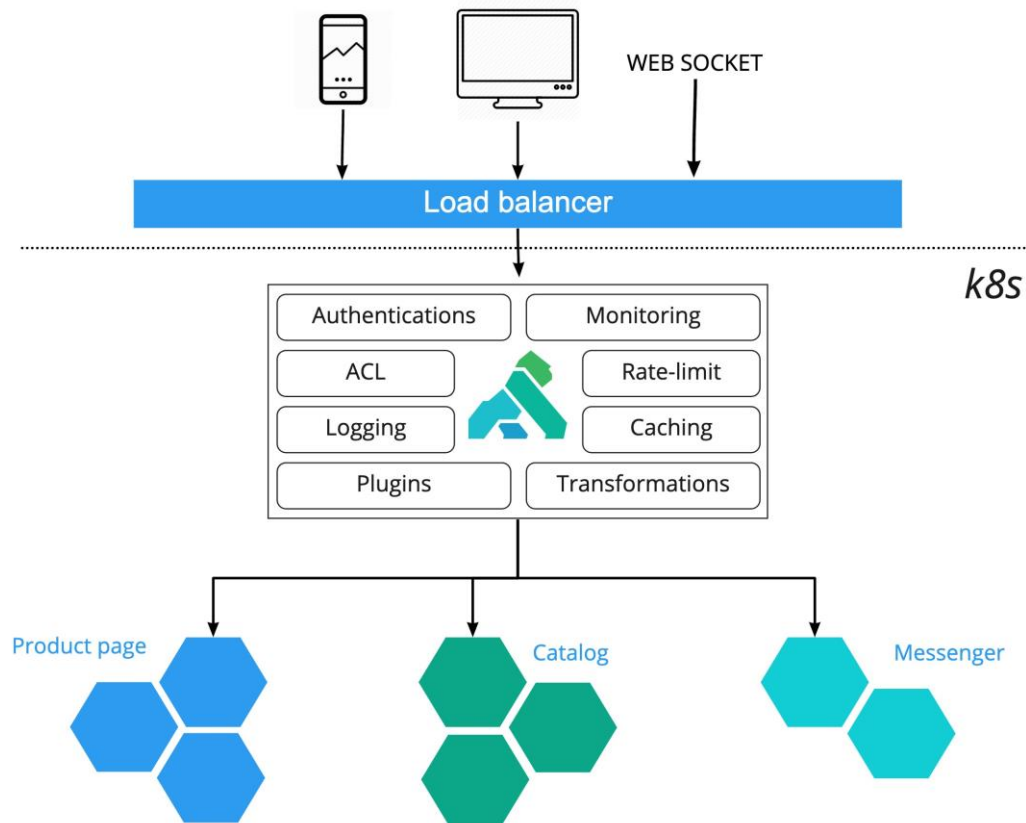 WEB SOCKET
Load balancer
k8s
Authentications
Monitoring
ACL
Rate-limit
Logging
Caching
Plugins
Transformations
Product page
Catalog
Messenger